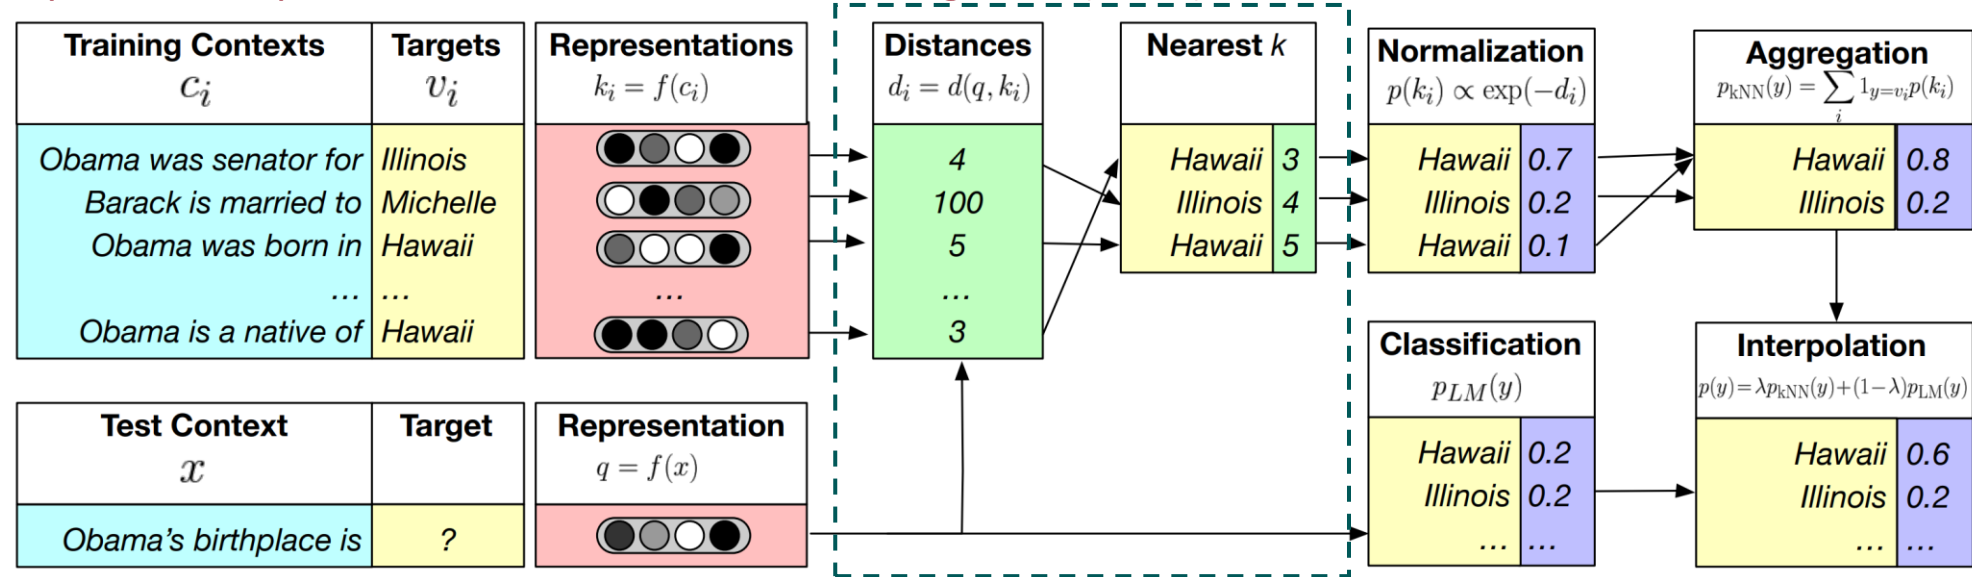 Training Contexts
c_i
Targets
v_i
Obama was senator for Illinois
Barack is married to Michelle
Obama was born in Hawaii
... ...
Obama is a native of Hawaii
Representations
k_i = f(c_i)
...
Distances
d_i = d(q, k_i)
4
100
5
...
3
Nearest k
Hawaii 3
Illinois 4
Hawaii 5
Normalization
p(k_i) ∝ exp(−d_i)
Hawaii 0.7
Illinois 0.2
Hawaii 0.1
Aggregation
p_kNN(y) = ∑_i 1_{y=v_i} p(k_i)
Hawaii 0.8
Illinois 0.2
Test Context
x
Target
Obama's birthplace is ?
Representation
q = f(x)
Classification
p_LM(y)
Hawaii 0.2
Illinois 0.2
... ...
Interpolation
p(y) = λp_kNN(y) + (1−λ)p_LM(y)
Hawaii 0.6
Illinois 0.2
... ...